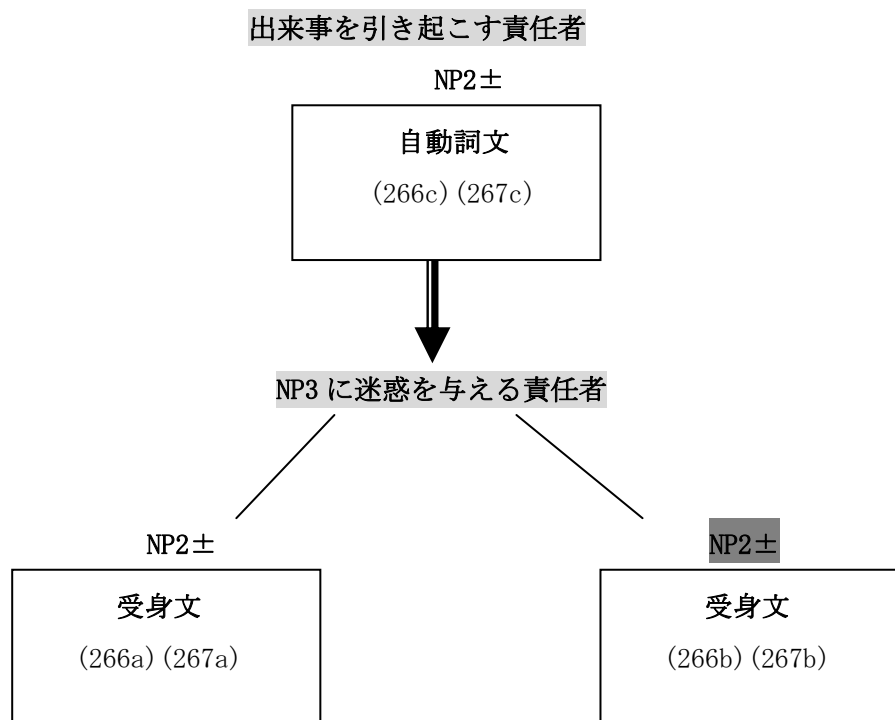 出来事を引き起こす責任者
NP2±
自動詞文
(266c)(267c)
NP3に迷惑を与える責任者
NP2±
NP2±
受身文
受身文
(266a)(267a)
(266b)(267b)